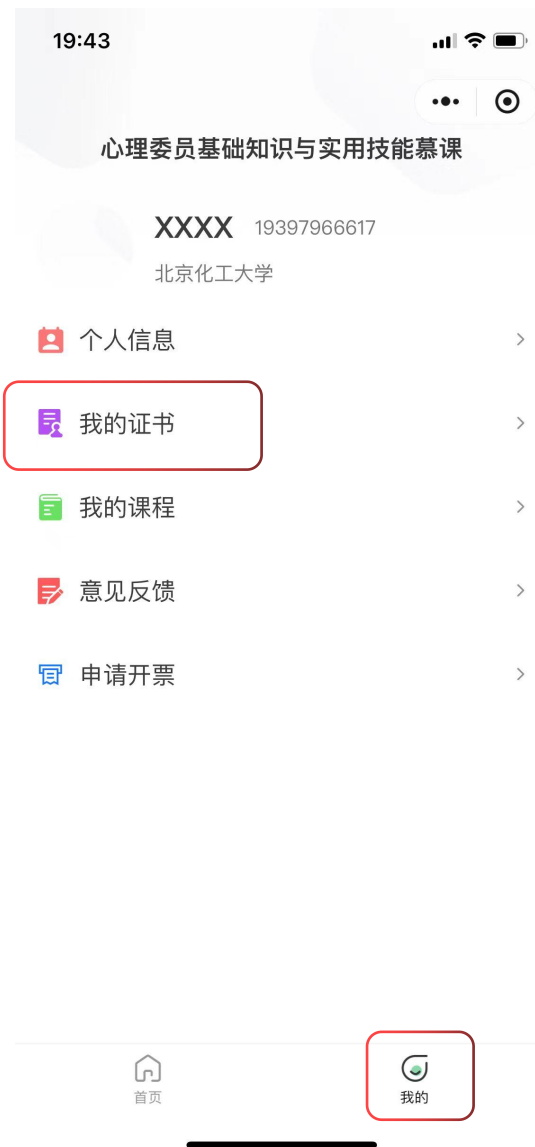 19:43
心理委员基础知识与实用技能慕课
XXXX 19397966617
北京化工大学
个人信息
我的证书
我的课程
意见反馈
申请开票
首页
我的